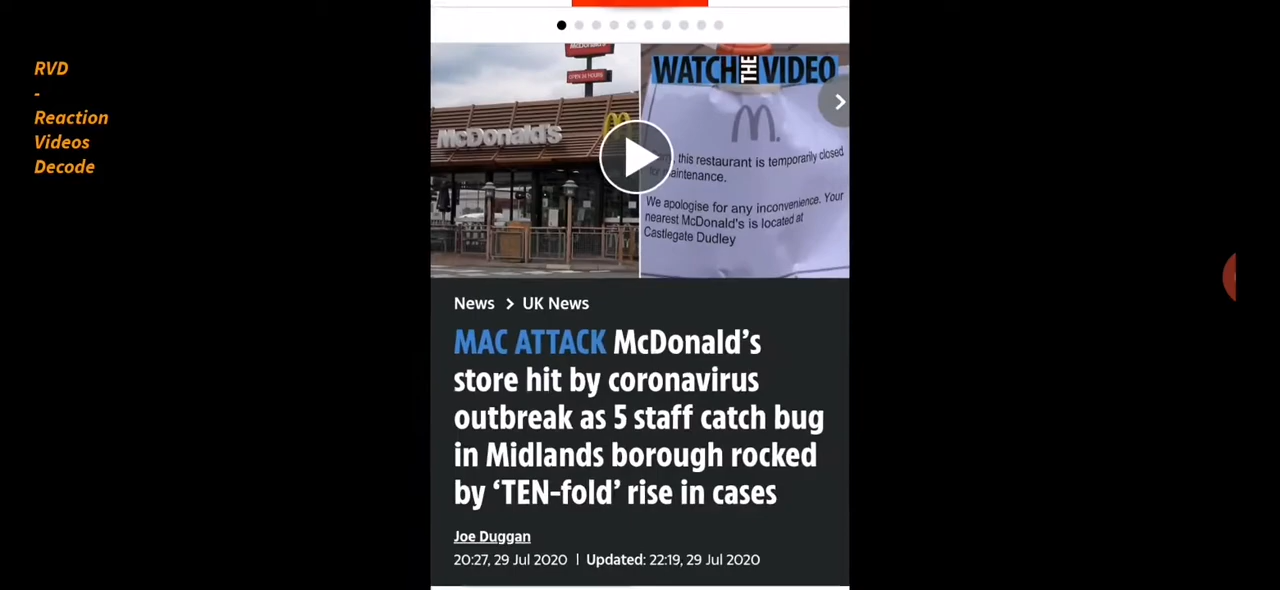 RVD
-
Reaction
Videos
Decode
McDonald's
OPEN 24 HOURS
McDonald's
WATCH THE VIDEO
this restaurant is temporarily closed
for maintenance.
We apologise for any inconvenience. Your
nearest McDonald's is located at
Castlegate Dudley
News > UK News
MAC ATTACK McDonald's
store hit by coronavirus
outbreak as 5 staff catch bug
in Midlands borough rocked
by ‘TEN-fold’ rise in cases
Joe Duggan
20:27, 29 Jul 2020 | Updated: 22:19, 29 Jul 2020